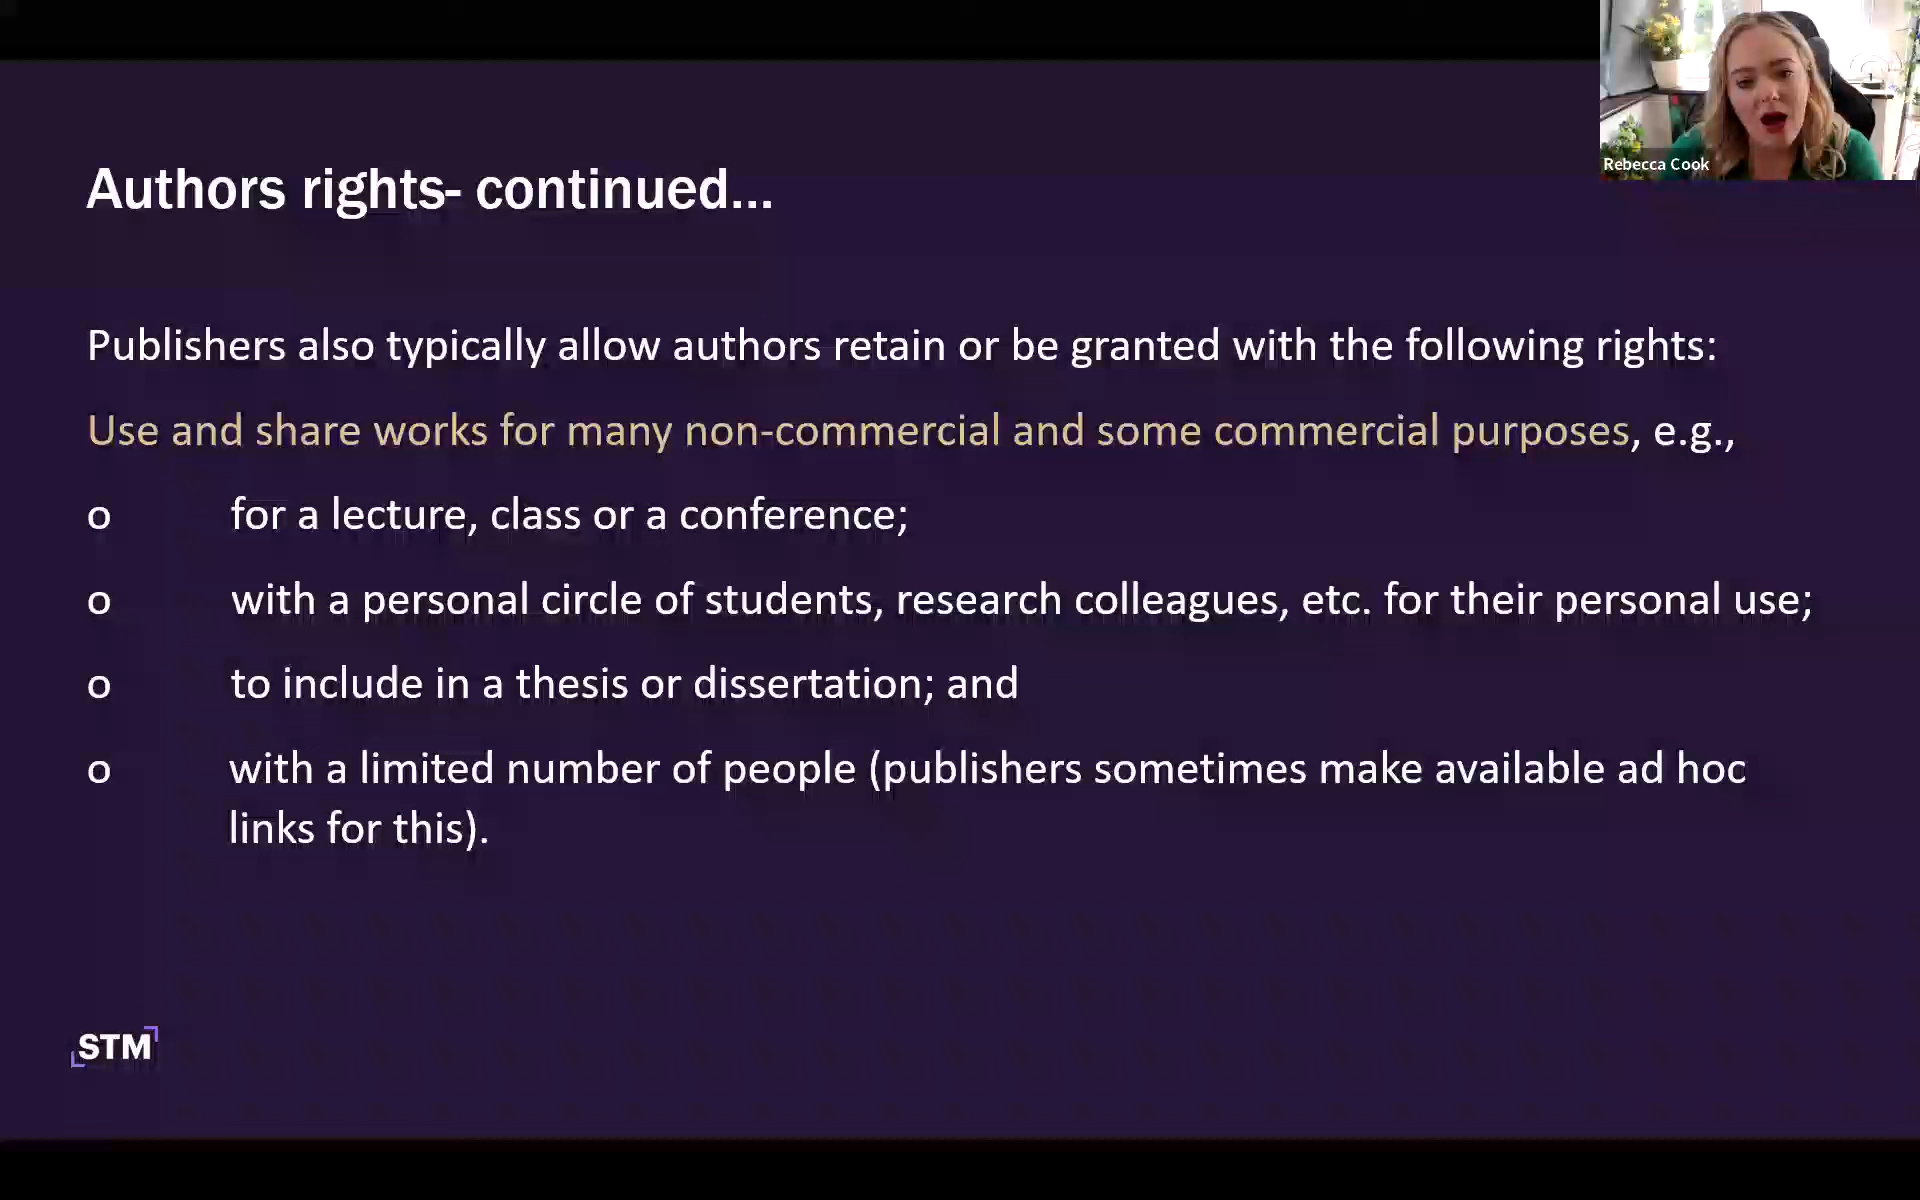 Rebecca Cook
Authors rights- continued...
Publishers also typically allow authors retain or be granted with the following rights:
Use and share works for many non-commercial and some commercial purposes, e.g.,
o for a lecture, class or a conference;
o with a personal circle of students, research colleagues, etc. for their personal use;
o to include in a thesis or dissertation; and
o with a limited number of people (publishers sometimes make available ad hoc
links for this).
STM